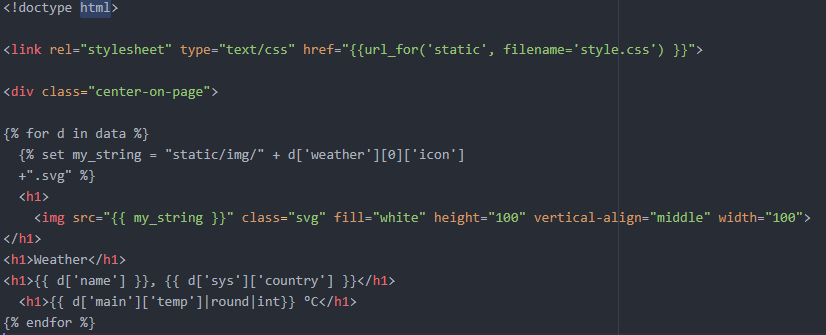 <!doctype html>
<link rel="stylesheet" type="text/css" href="{{url_for('static', filename='style.css') }}">
<div class="center-on-page">
{% for d in data %}
{% set my_string = "static/img/" + d['weather'][0]['icon']
+".svg" %}
<h1>
<img src="{{ my_string }}" class="svg" fill="white" height="100" vertical-align="middle" width="100">
</h1>
<h1>Weather</h1>
<h1>{{ d['name'] }}, {{ d['sys']['country'] }}</h1>
<h1>{{ d['main']['temp']|round|int}} ºC</h1>
{% endfor %}